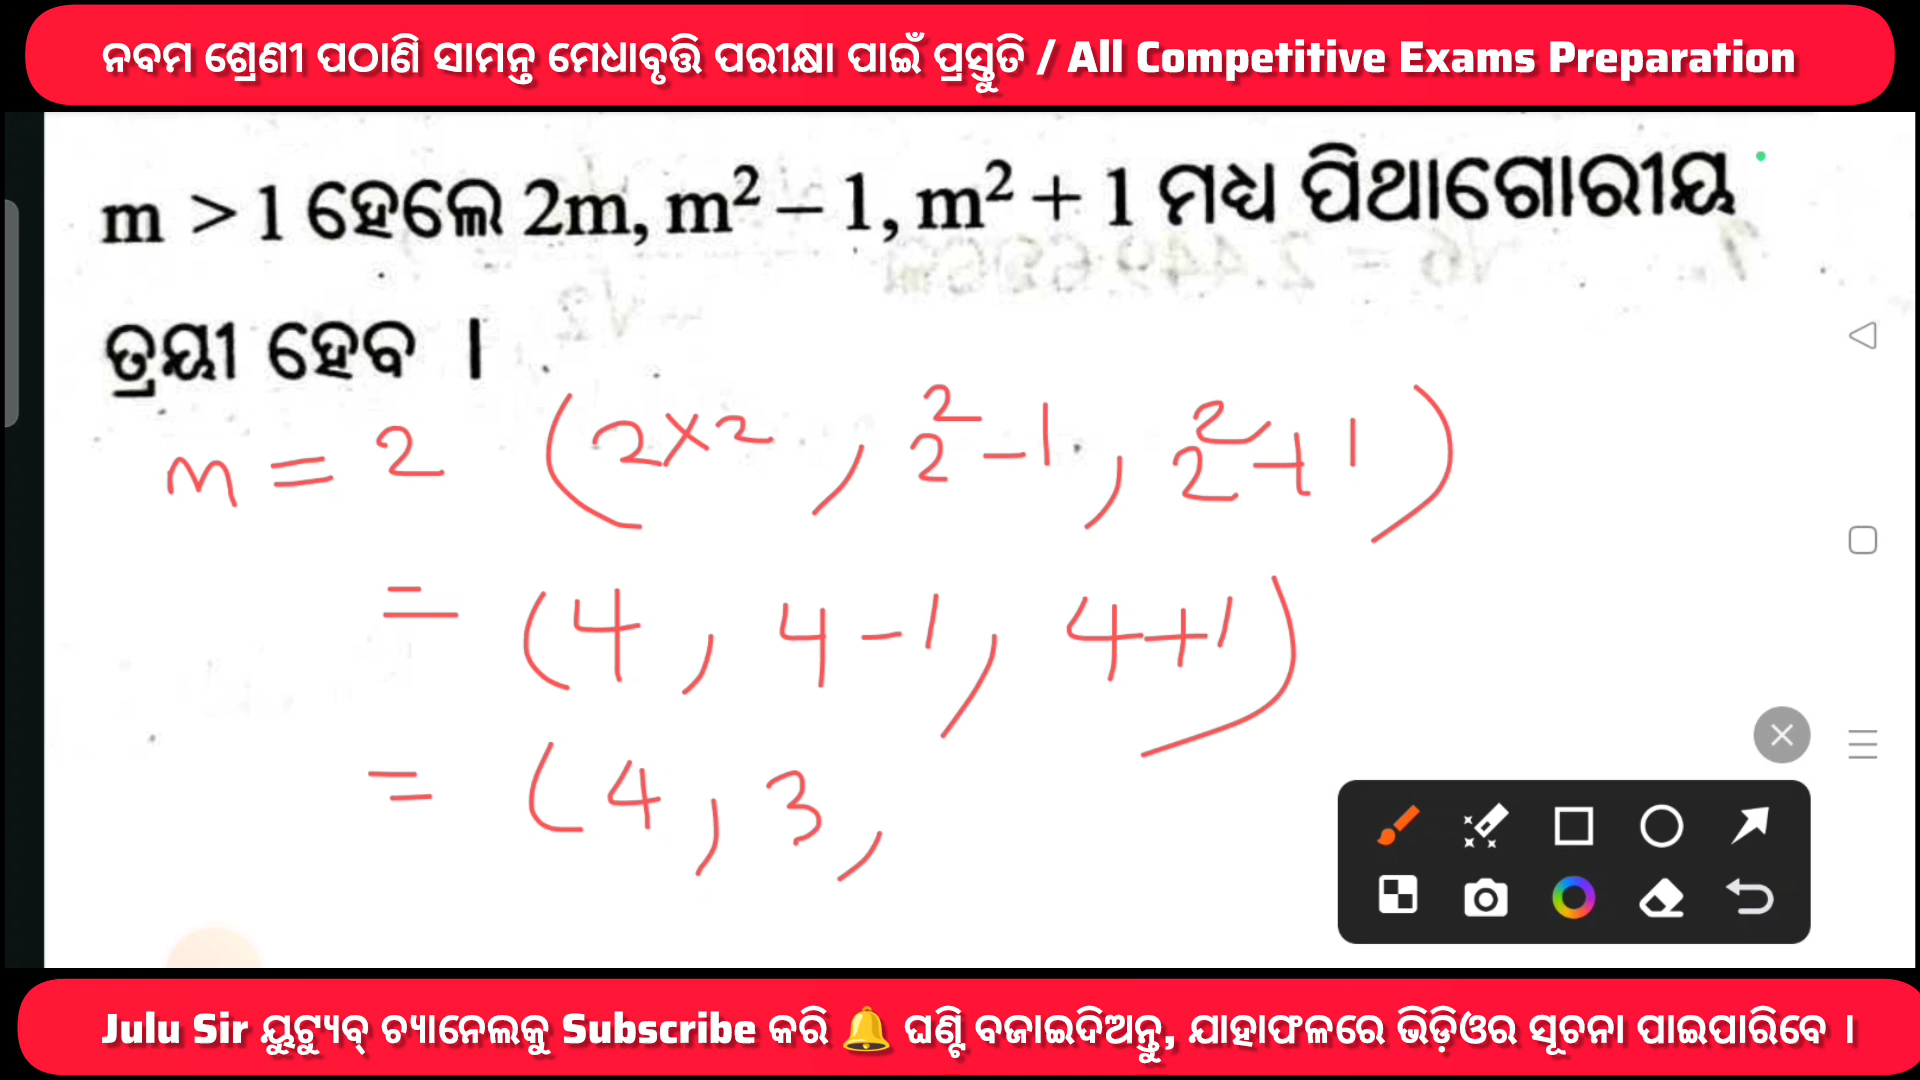 ନବମ ଶ୍ରେଣୀ ପଠାଣି ସାମନ୍ତ ମେଧାବୃତ୍ତି ପରୀକ୍ଷା ପାଇଁ ପ୍ରସ୍ତୁତି / All Competitive Exams Preparation
m > 1 ହେଲେ 2m, m² – 1, m² + 1 ମଧ୍ୟ ପିଥାଗୋରୀୟ
ତ୍ରୟୀ ହେବ ।
m = 2 (2×2, 2²-1, 2²+1)
= (4, 4-1, 4+1)
= (4, 3,
Julu Sir ୟୁଟ୍ୟୁବ୍ ଚ୍ୟାନେଲକୁ Subscribe କରି 🔔 ଘଣ୍ଟି ବଜାଇଦିଅନ୍ତୁ, ଯାହାଫଳରେ ଭିଡ଼ିଓର ସୂଚନା ପାଇପାରିବେ ।